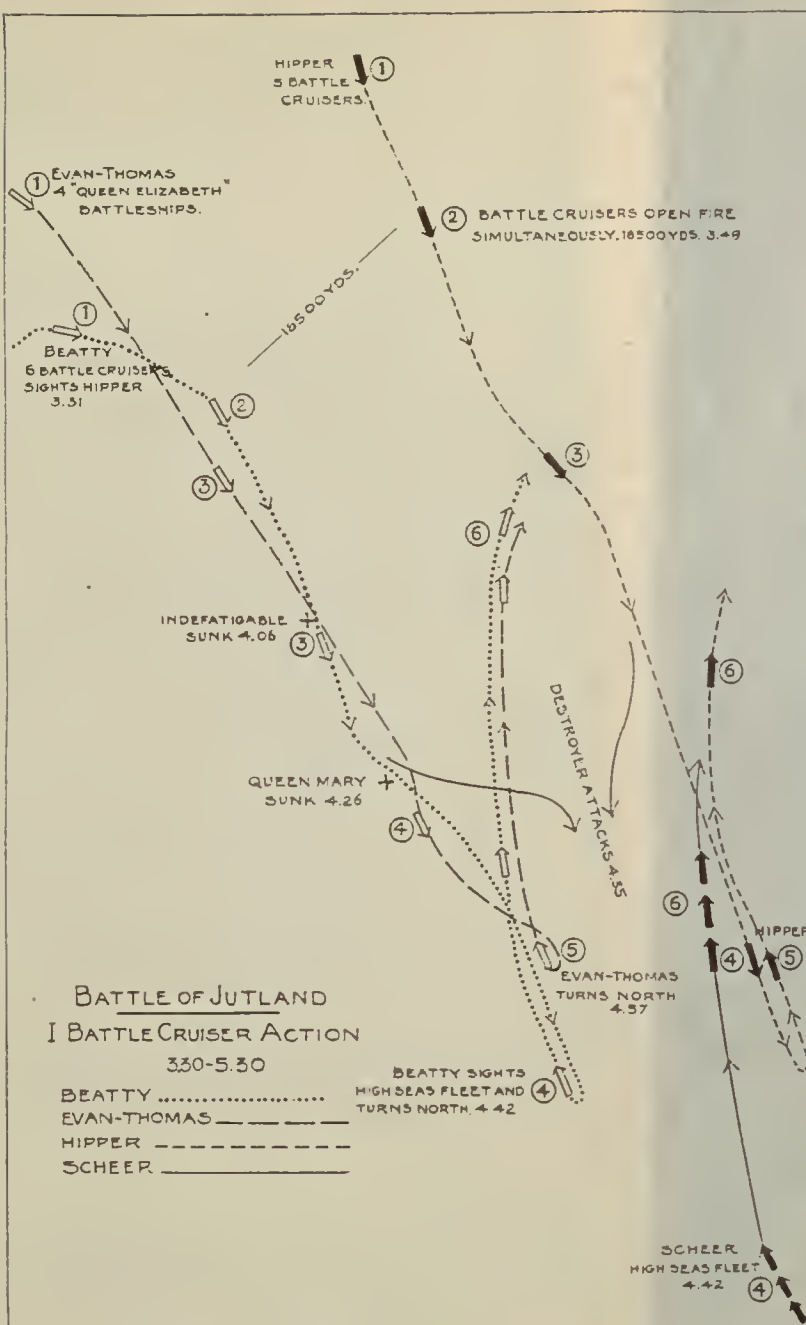 HIPPER
5 BATTLE
CRUISERS.
①
① EVAN-THOMAS
4 "QUEEN ELIZABETH"
BATTLESHIPS.
② BATTLE CRUISERS OPEN FIRE
SIMULTANEOUSLY. 18500 YDS. 3.49
18500 YDS.
①
BEATTY
6 BATTLE CRUISERS
SIGHTS HIPPER
3.31
②
③
③
⑥
INDEFATIGABLE
SUNK 4.06
③
⑥
DESTROYER ATTACKS 4.35
QUEEN MARY
SUNK 4.26
④
⑥
HIPPER
④
⑤
⑤
EVAN-THOMAS
TURNS NORTH
4.57
BATTLE OF JUTLAND
I BATTLE CRUISER ACTION
3.30-5.30
BEATTY
EVAN-THOMAS
HIPPER
SCHEER
BEATTY SIGHTS
HIGH SEAS FLEET AND
TURNS NORTH, 4.42
④
SCHEER
HIGH SEAS FLEET
4.42
④